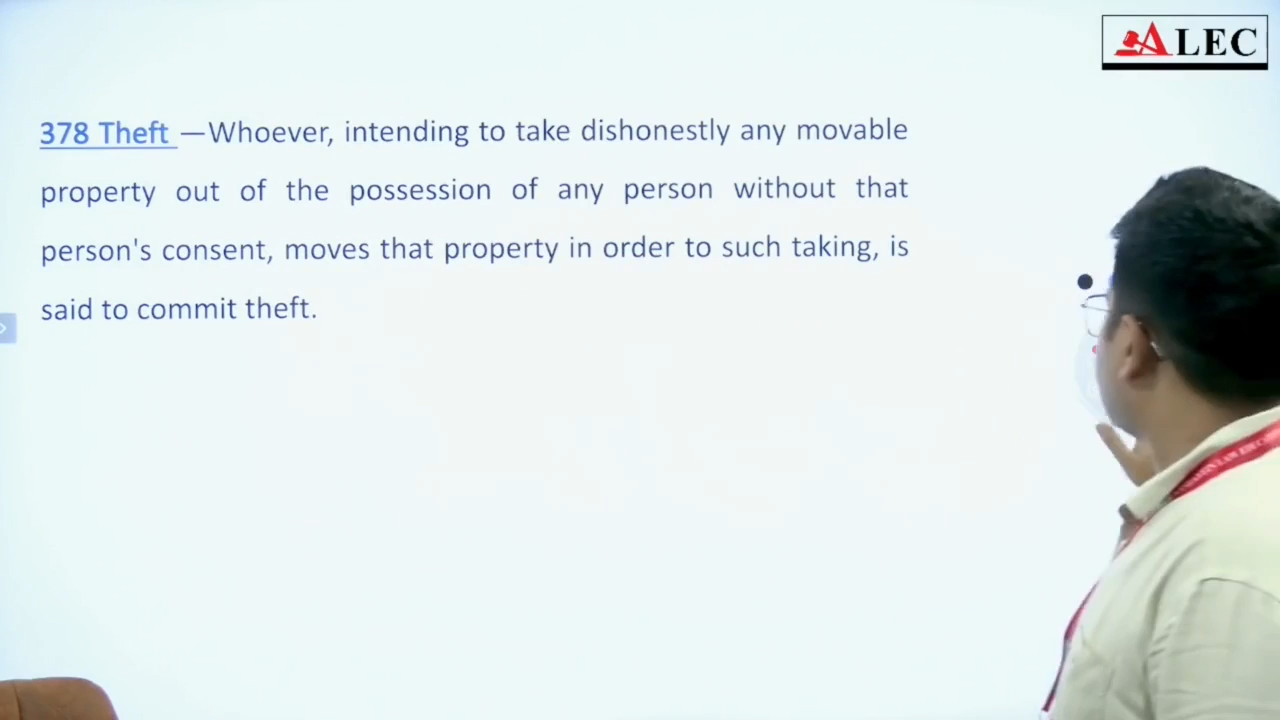 ALEC
378 Theft —Whoever, intending to take dishonestly any movable
property out of the possession of any person without that
person's consent, moves that property in order to such taking, is
said to commit theft.